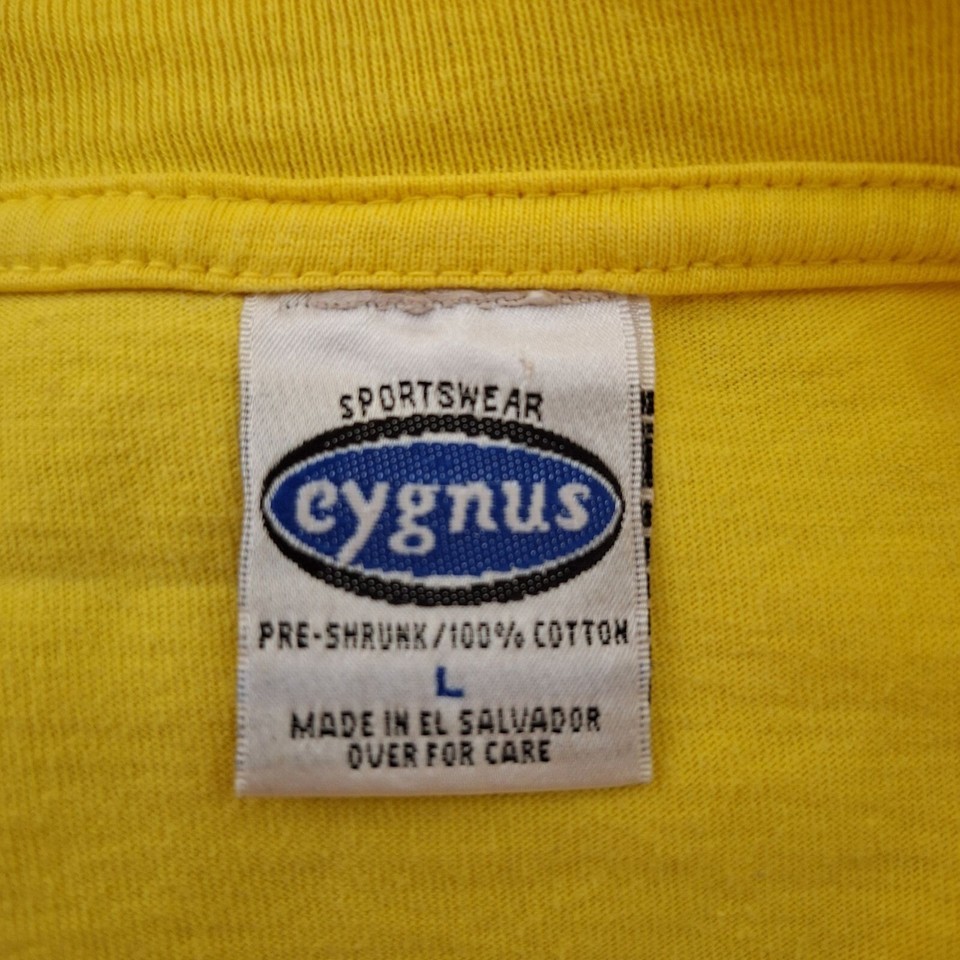 SPORTSWEAR
cygnus
PRE-SHRUNK/100% COTTON
L
MADE IN EL SALVADOR
OVER FOR CARE